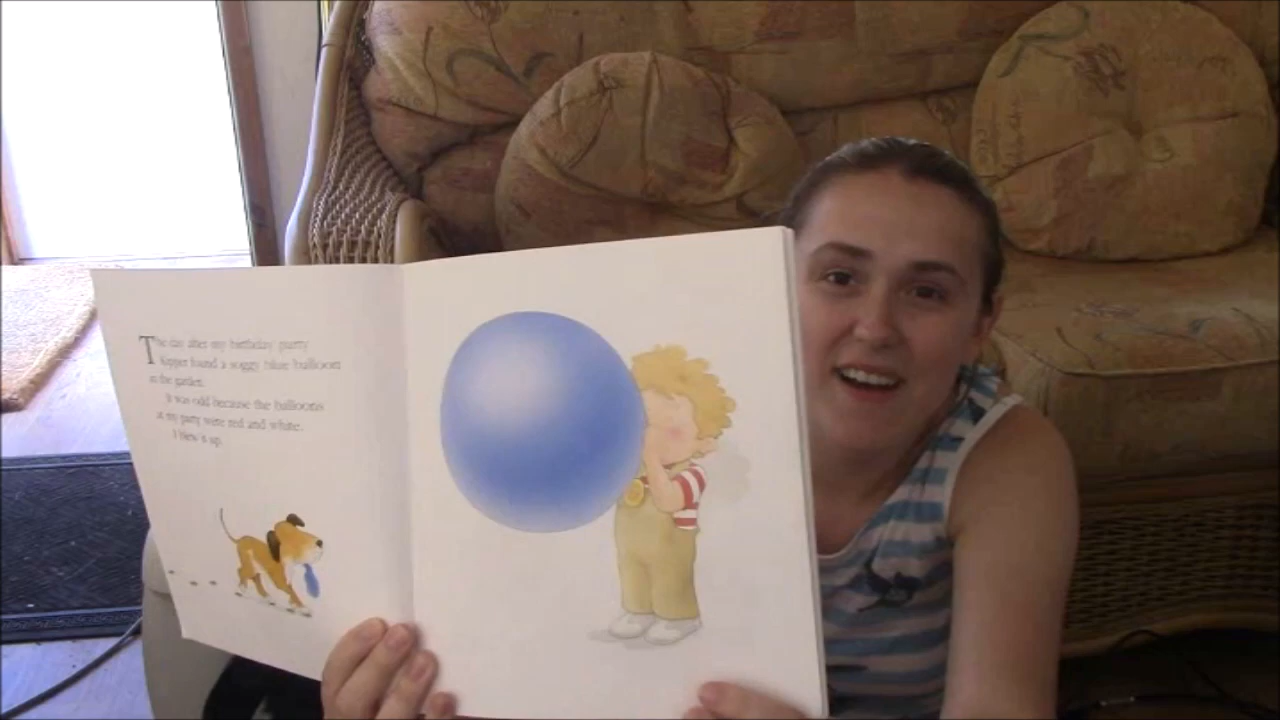 The day after my birthday party
Kipper found a soggy blue balloon
in the garden.
It was odd because the balloons
at my party were red and white.
I blew it up.